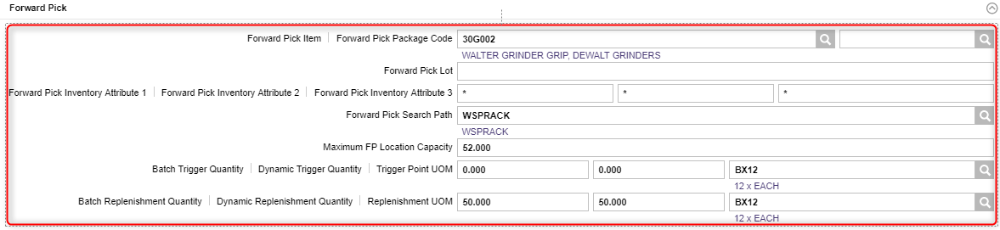 Forward Pick
Forward Pick Item | Forward Pick Package Code 30G002
WALTER GRINDER GRIP, DEWALT GRINDERS
Forward Pick Lot
Forward Pick Inventory Attribute 1 | Forward Pick Inventory Attribute 2 | Forward Pick Inventory Attribute 3 * * *
Forward Pick Search Path WSPRACK
WSPRACK
Maximum FP Location Capacity 52.000
Batch Trigger Quantity | Dynamic Trigger Quantity | Trigger Point UOM 0.000 0.000 BX12
12 x EACH
Batch Replenishment Quantity | Dynamic Replenishment Quantity | Replenishment UOM 50.000 50.000 BX12
12 x EACH